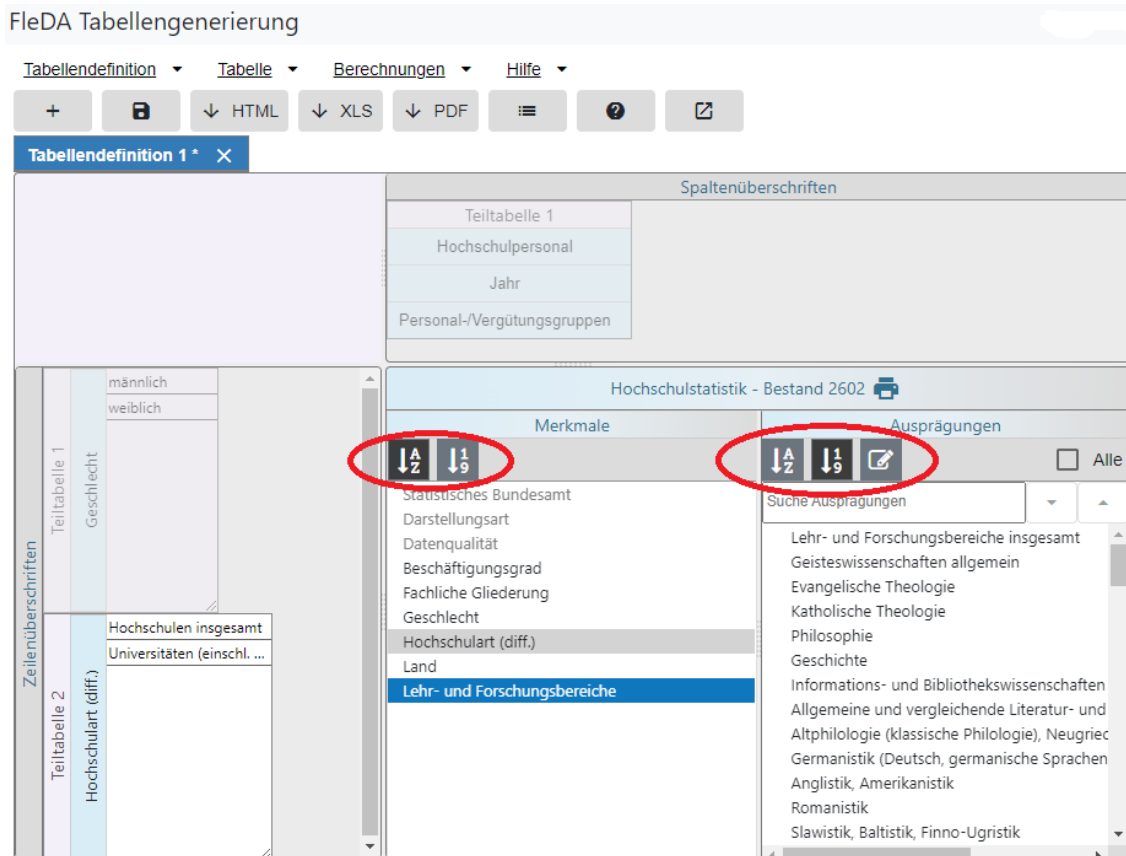 FleDA Tabellengenerierung
Tabellendefinition Tabelle Berechnungen Hilfe
+ HTML XLS PDF
Tabellendefinition 1 * X
Spaltenüberschriften
Teiltabelle 1
Hochschulpersonal
Jahr
Personal-/Vergütungsgruppen
Zeilenüberschriften
Teiltabelle 1
Geschlecht
männlich
weiblich
Teiltabelle 2
Hochschulart (diff.)
Hochschulen insgesamt
Universitäten (einschl. ...
Hochschulstatistik - Bestand 2602
Merkmale
A Z 1 9
Statistisches Bundesamt
Darstellungsart
Datenqualität
Beschäftigungsgrad
Fachliche Gliederung
Geschlecht
Hochschulart (diff.)
Land
Lehr- und Forschungsbereiche
Ausprägungen
A Z 1 9 Alle
Suche Ausprägungen
Lehr- und Forschungsbereiche insgesamt
Geisteswissenschaften allgemein
Evangelische Theologie
Katholische Theologie
Philosophie
Geschichte
Informations- und Bibliothekswissenschaften
Allgemeine und vergleichende Literatur- und
Altphilologie (klassische Philologie), Neugriec
Germanistik (Deutsch, germanische Sprachen
Anglistik, Amerikanistik
Romanistik
Slawistik, Baltistik, Finno-Ugristik